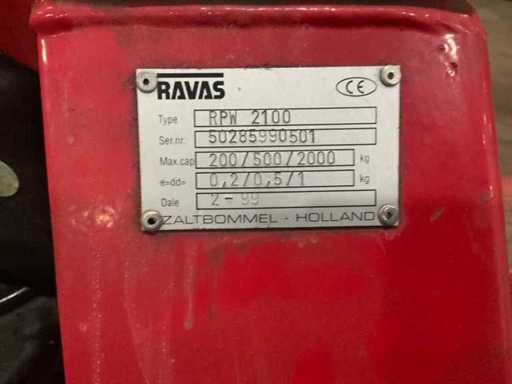 RAVAS CE
Type RPW 2100
Ser.nr. 50285990501
Max.cap 200/500/2000 kg
e=dd= 0,2/0,5/1 kg
Date 2-99
ZALTBOMMEL - HOLLAND